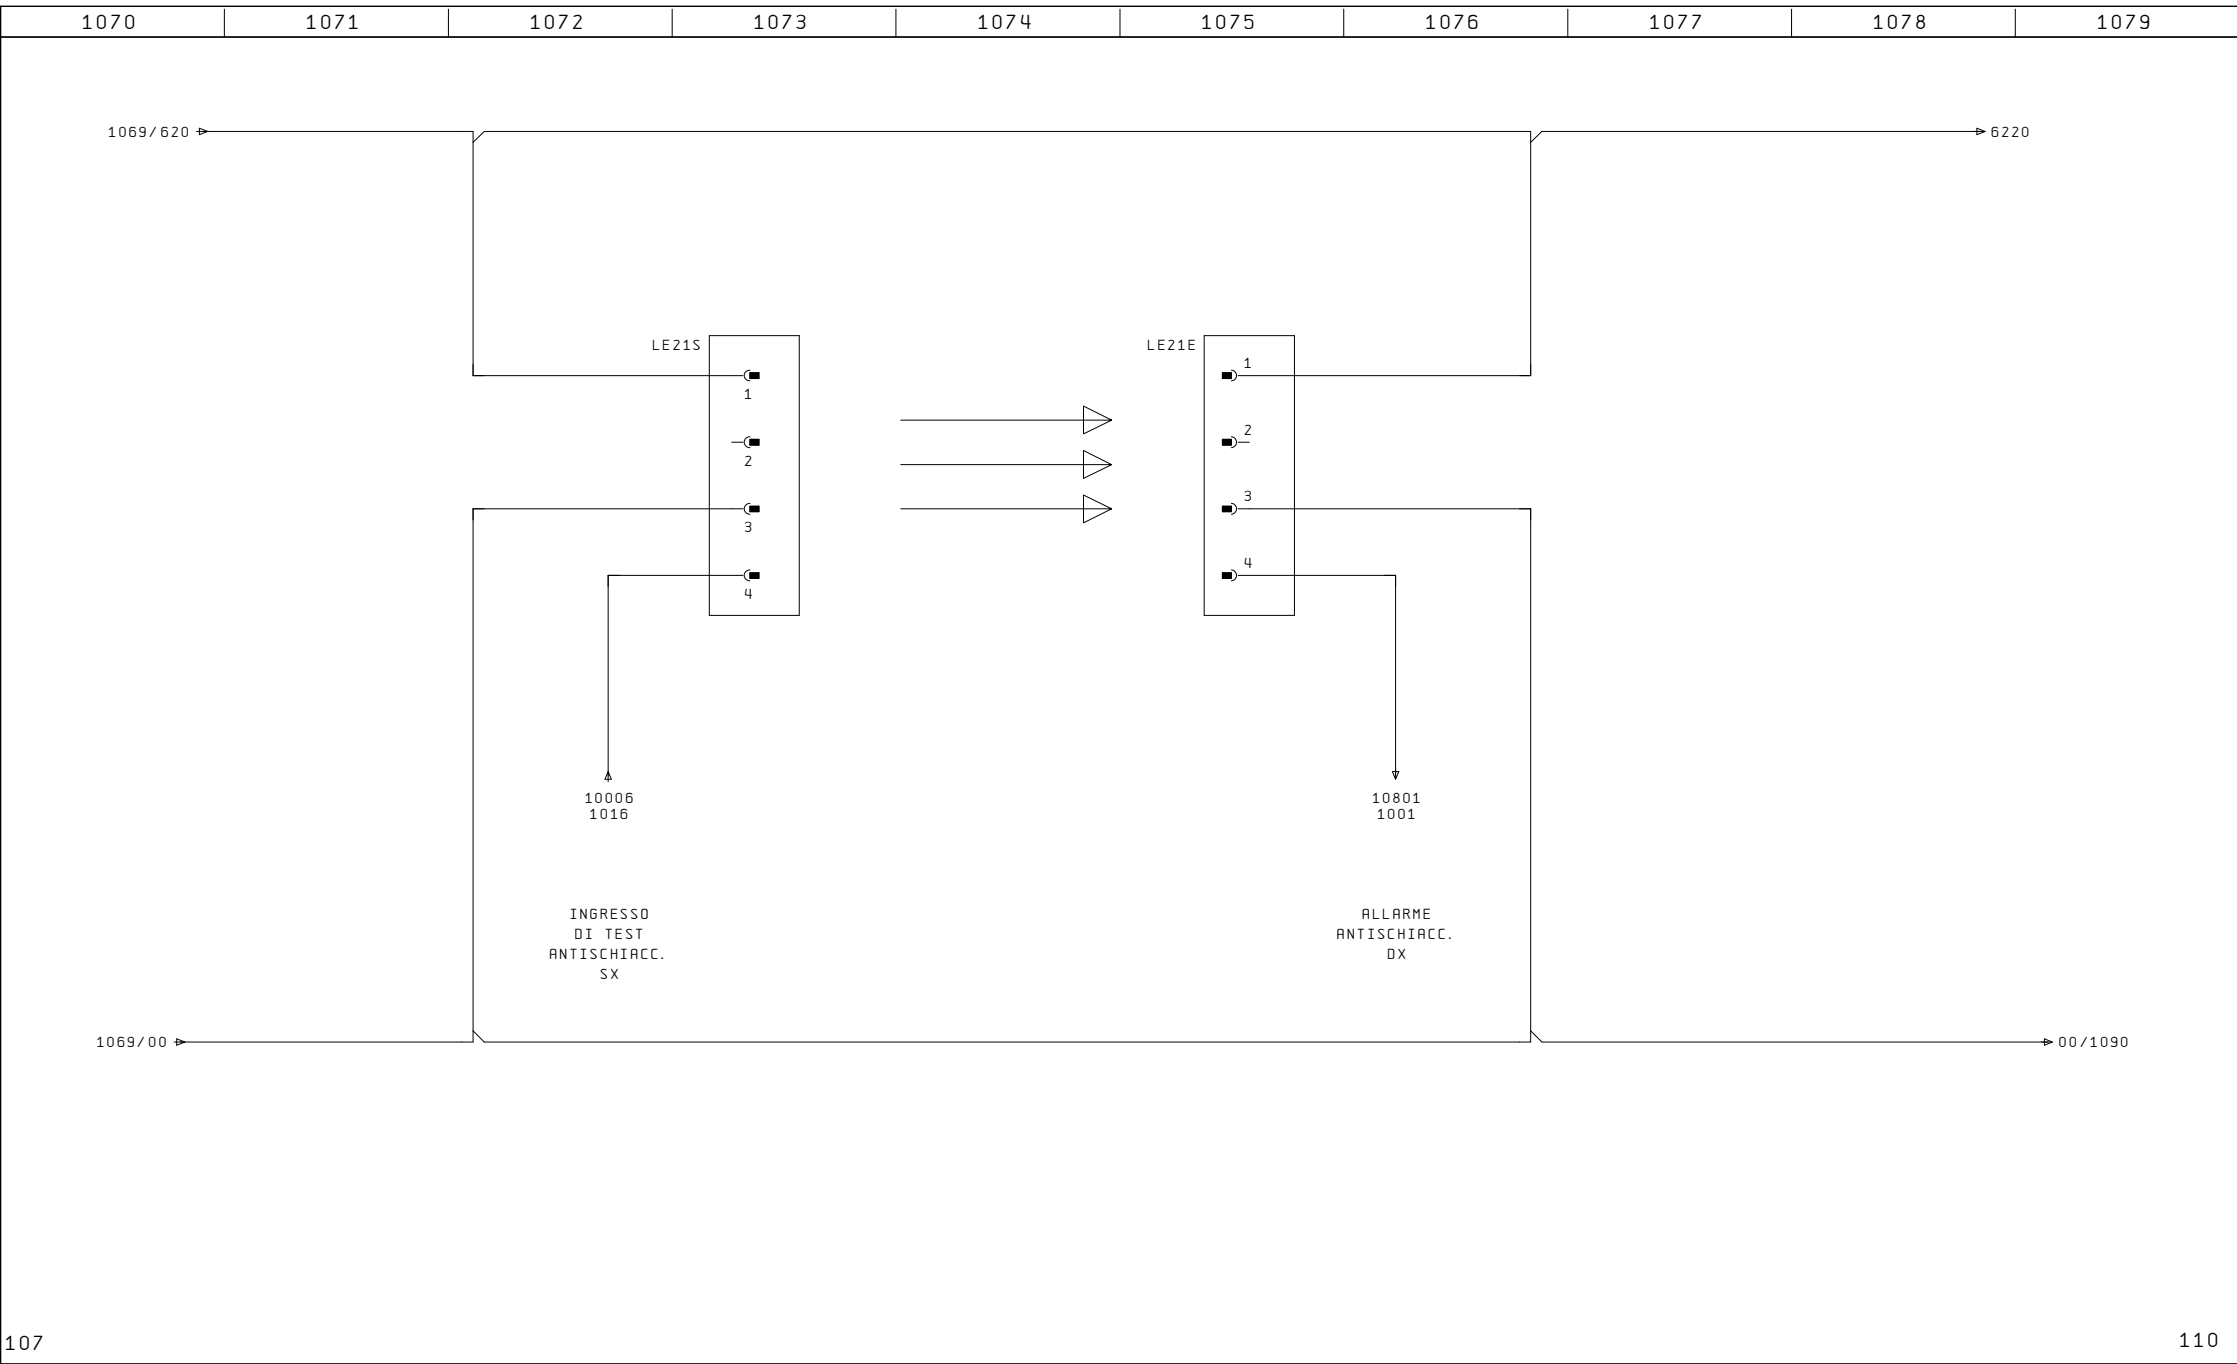 1070 1071 1072 1073 1074 1075 1076 1077 1078 1079
1069/620 6220
LE21S LE21E
1 1
2 2
3 3
4 4
10006
1016
10801
1001
INGRESSO
DI TEST
ANTISCHIACC.
SX
ALLARME
ANTISCHIACC.
DX
1069/00 00/1090
107 110